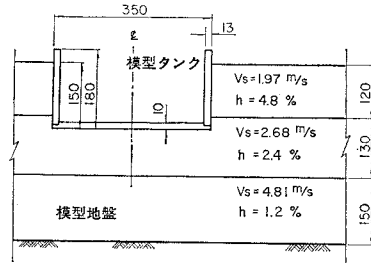 350
13
℄
模型タンク
150
180
10
Vs = 1.97 m/s
h = 4.8 %
120
Vs = 2.68 m/s
h = 2.4 %
130
Vs = 4.81 m/s
h = 1.2 %
150
模型地盤